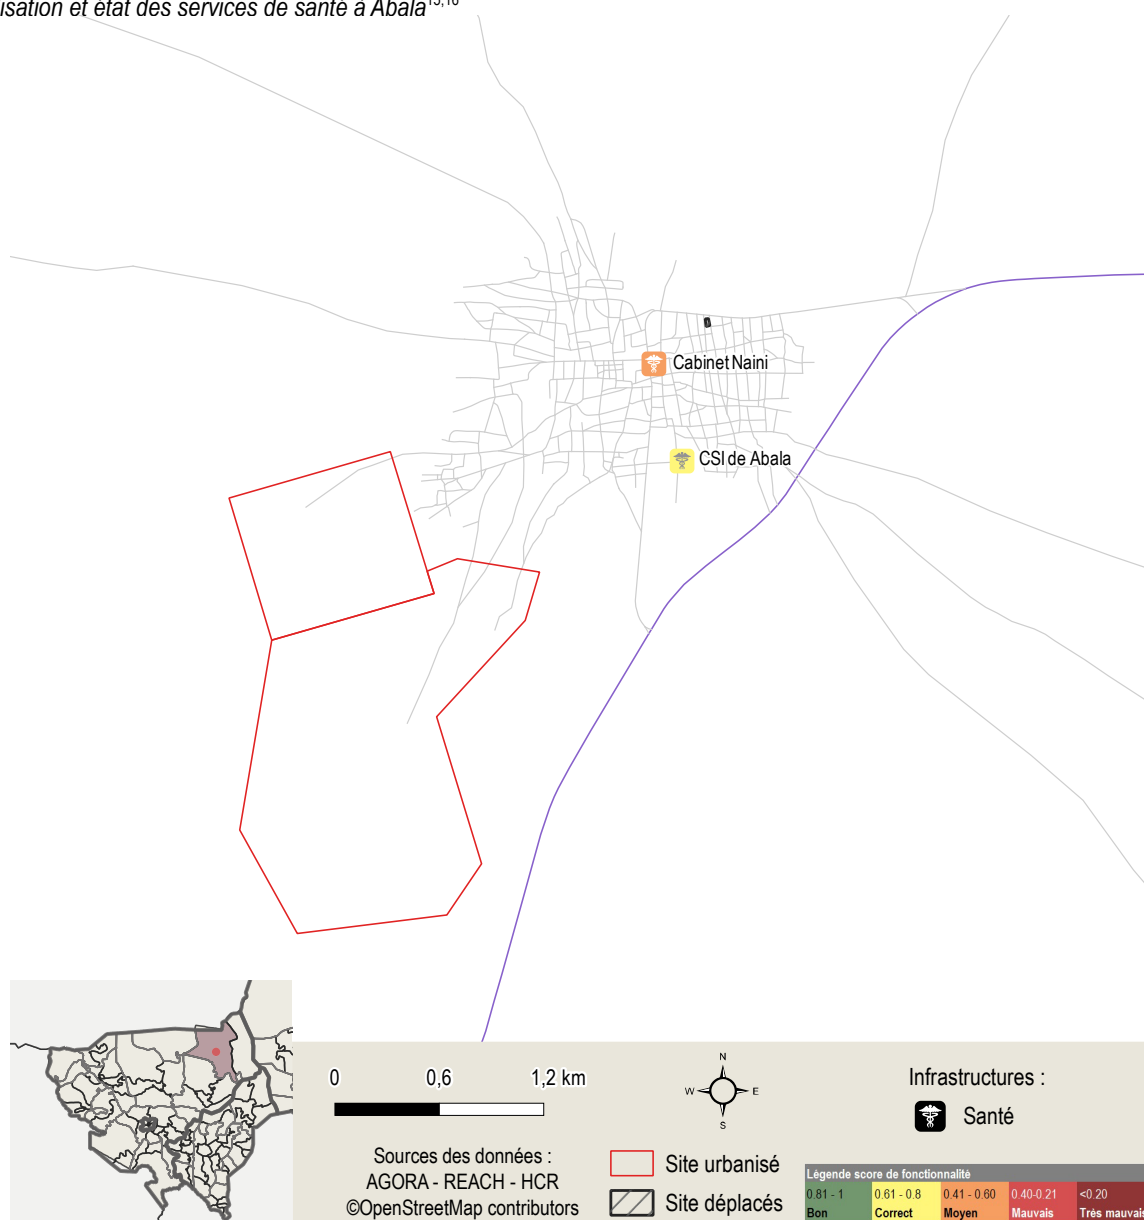 isation et état des services de santé à Abala15,16
Cabinet Naini
CSI de Abala
0 0,6 1,2 km
N
W E
S
Infrastructures :
Santé
Sources des données :
AGORA - REACH - HCR
©OpenStreetMap contributors
Site urbanisé
Site déplacés
Légende score de fonctionnalité
0.81 - 1 0.61 - 0.8 0.41 - 0.60 0.40-0.21 <0.20
Bon Correct Moyen Mauvais Très mauvais